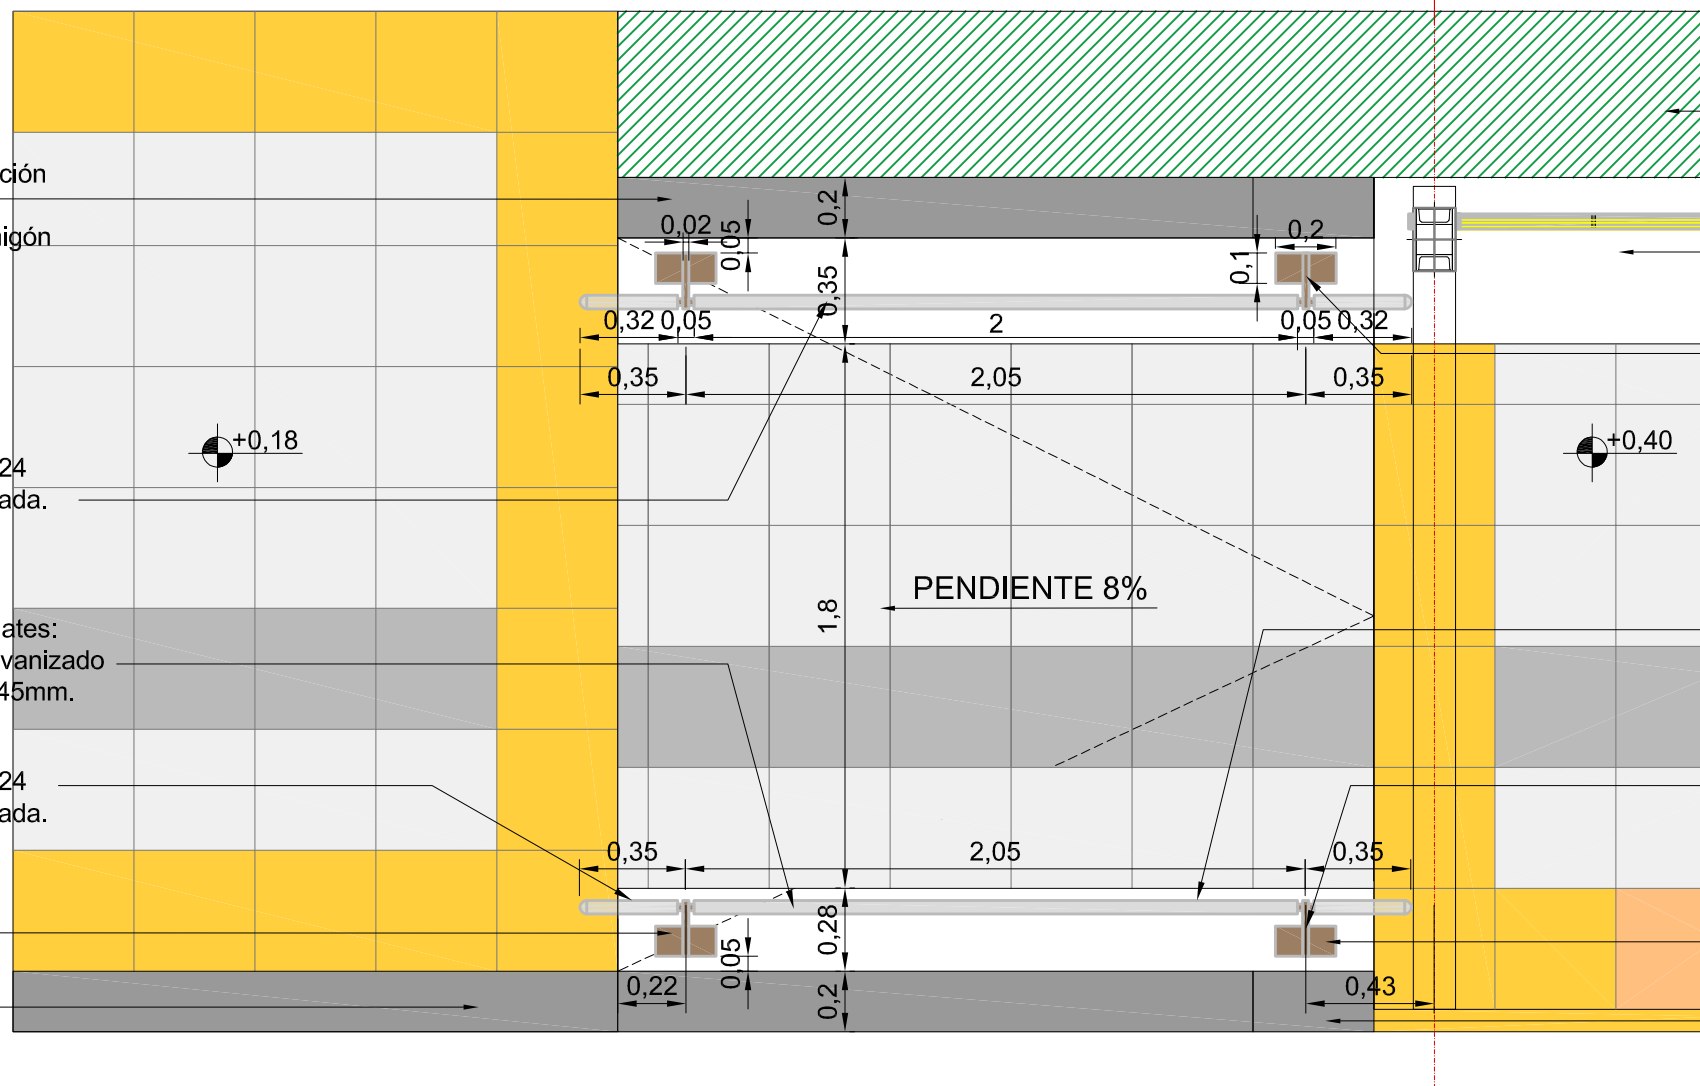 ción
igón
0,2
0,02
0,05
0,2
0,1
0,35
0,32 0,05 2 0,05 0,32
0,35 2,05 0,35
+0,18
+0,40
24
ada.
PENDIENTE 8%
1,8
ates:
vanizado
45mm.
24
ada.
0,35 2,05 0,35
0,28
0,05
0,22
0,2
0,43